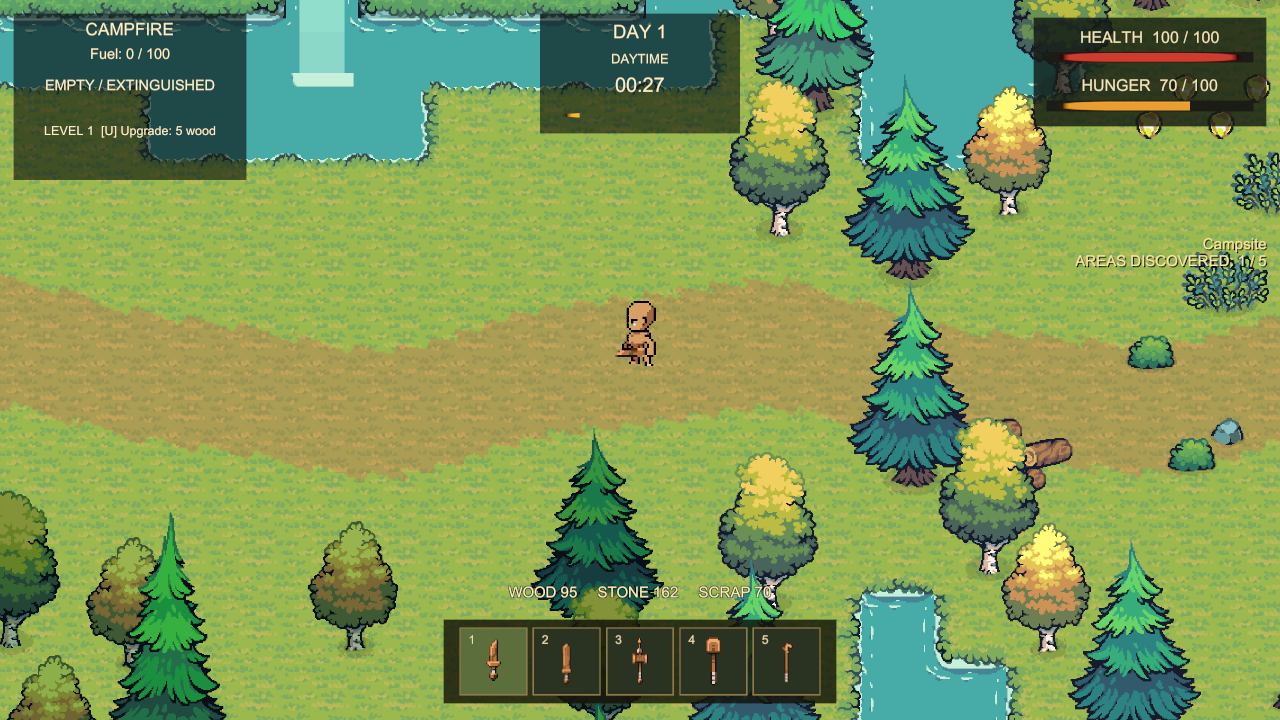 CAMPFIRE
Fuel: 0 / 100
EMPTY / EXTINGUISHED
LEVEL 1 [U] Upgrade: 5 wood
DAY 1
DAYTIME
00:27
HEALTH 100 / 100
HUNGER 70 / 100
Campsite
AREAS DISCOVERED: 1 / 5
WOOD 95 STONE 162 SCRAP 70
1 2 3 4 5